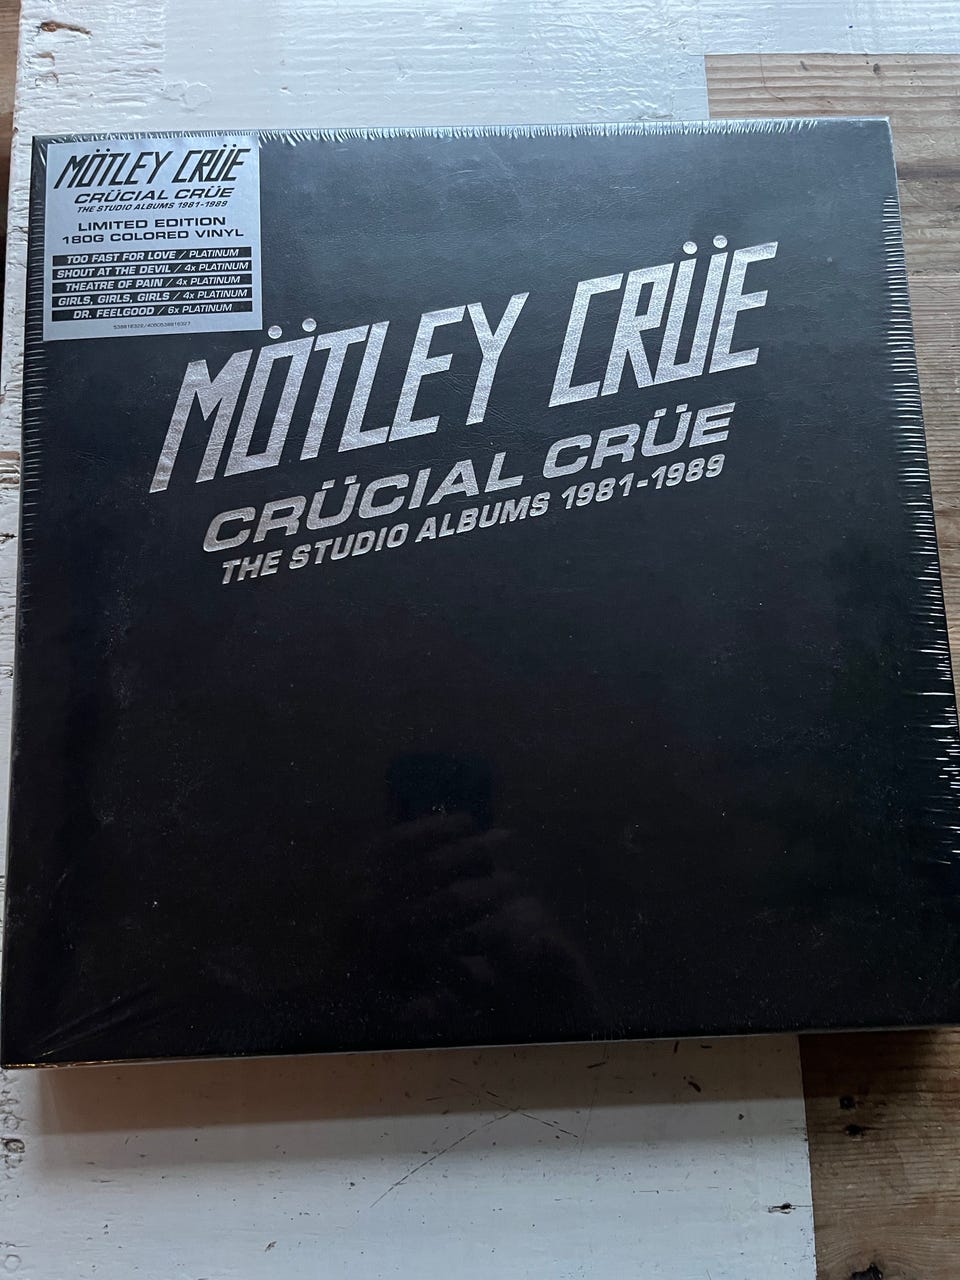 MÖTLEY CRÜE
CRÜCIAL CRÜE
THE STUDIO ALBUMS 1981-1989
LIMITED EDITION
180G COLORED VINYL
TOO FAST FOR LOVE / PLATINUM
SHOUT AT THE DEVIL / 4x PLATINUM
THEATRE OF PAIN / 4x PLATINUM
GIRLS, GIRLS, GIRLS / 4x PLATINUM
DR. FEELGOOD / 6x PLATINUM
MÖTLEY CRÜE
CRÜCIAL CRÜE
THE STUDIO ALBUMS 1981-1989